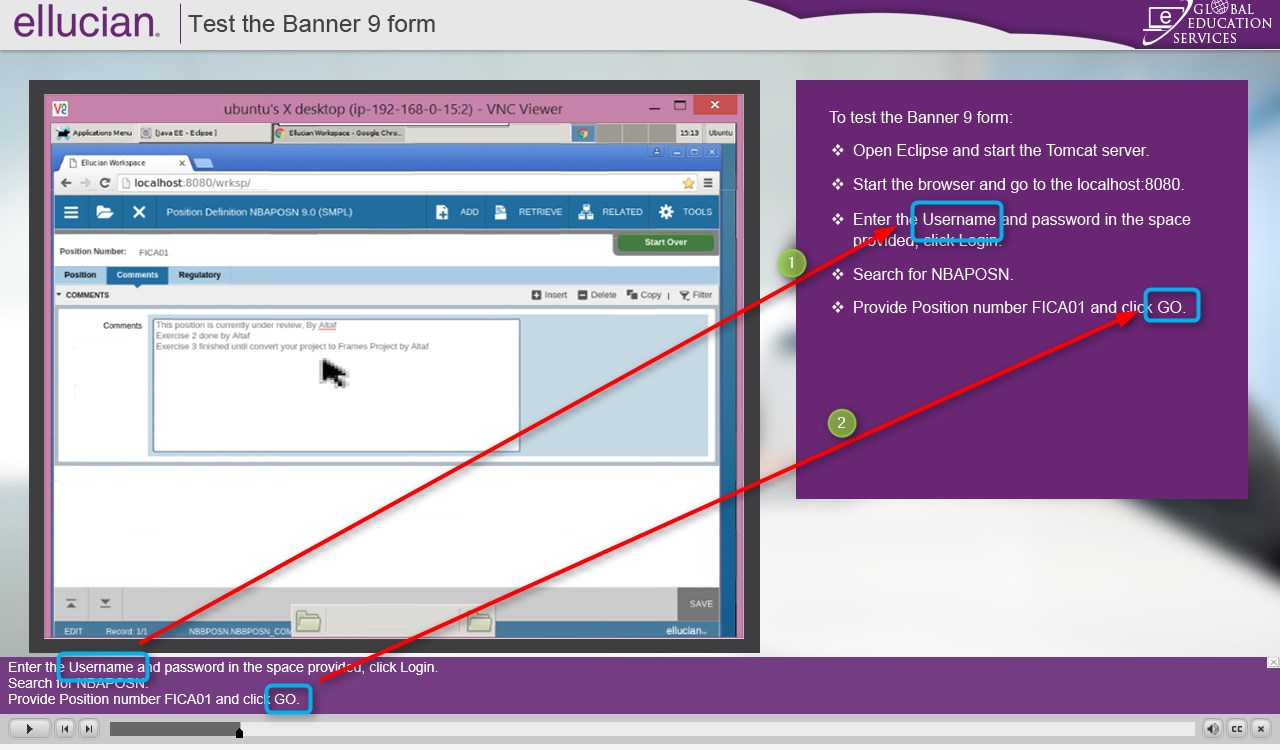 ellucian.
Test the Banner 9 form
GLOBAL
EDUCATION
SERVICES
ubuntu's X desktop (ip-192-168-0-15:2) - VNC Viewer
Applications Menu
[Java EE - Eclipse ]
Ellucian Workspace - Google Chro...
15:13
Ubuntu
Ellucian Workspace
localhost:8080/wrksp/
Position Definition NBAPOSN 9.0 (SMPL)
ADD
RETRIEVE
RELATED
TOOLS
Position Number:
FICA01
Start Over
Position
Comments
Regulatory
COMMENTS
Insert
Delete
Copy
Filter
Comments
This position is currently under review, By Altaf
Exercise 2 done by Altaf
Exercise 3 finished until convert your project to Frames Project by Altaf
SAVE
EDIT
Record: 1/1
NBBPOSN.NBBPOSN_COM
ellucian
To test the Banner 9 form:
❖ Open Eclipse and start the Tomcat server.
❖ Start the browser and go to the localhost:8080.
❖ Enter the Username and password in the space
provided, click Login.
❖ Search for NBAPOSN.
❖ Provide Position number FICA01 and click GO.
1
2
Enter the Username and password in the space provided, click Login.
Search for NBAPOSN.
Provide Position number FICA01 and click GO.
CC